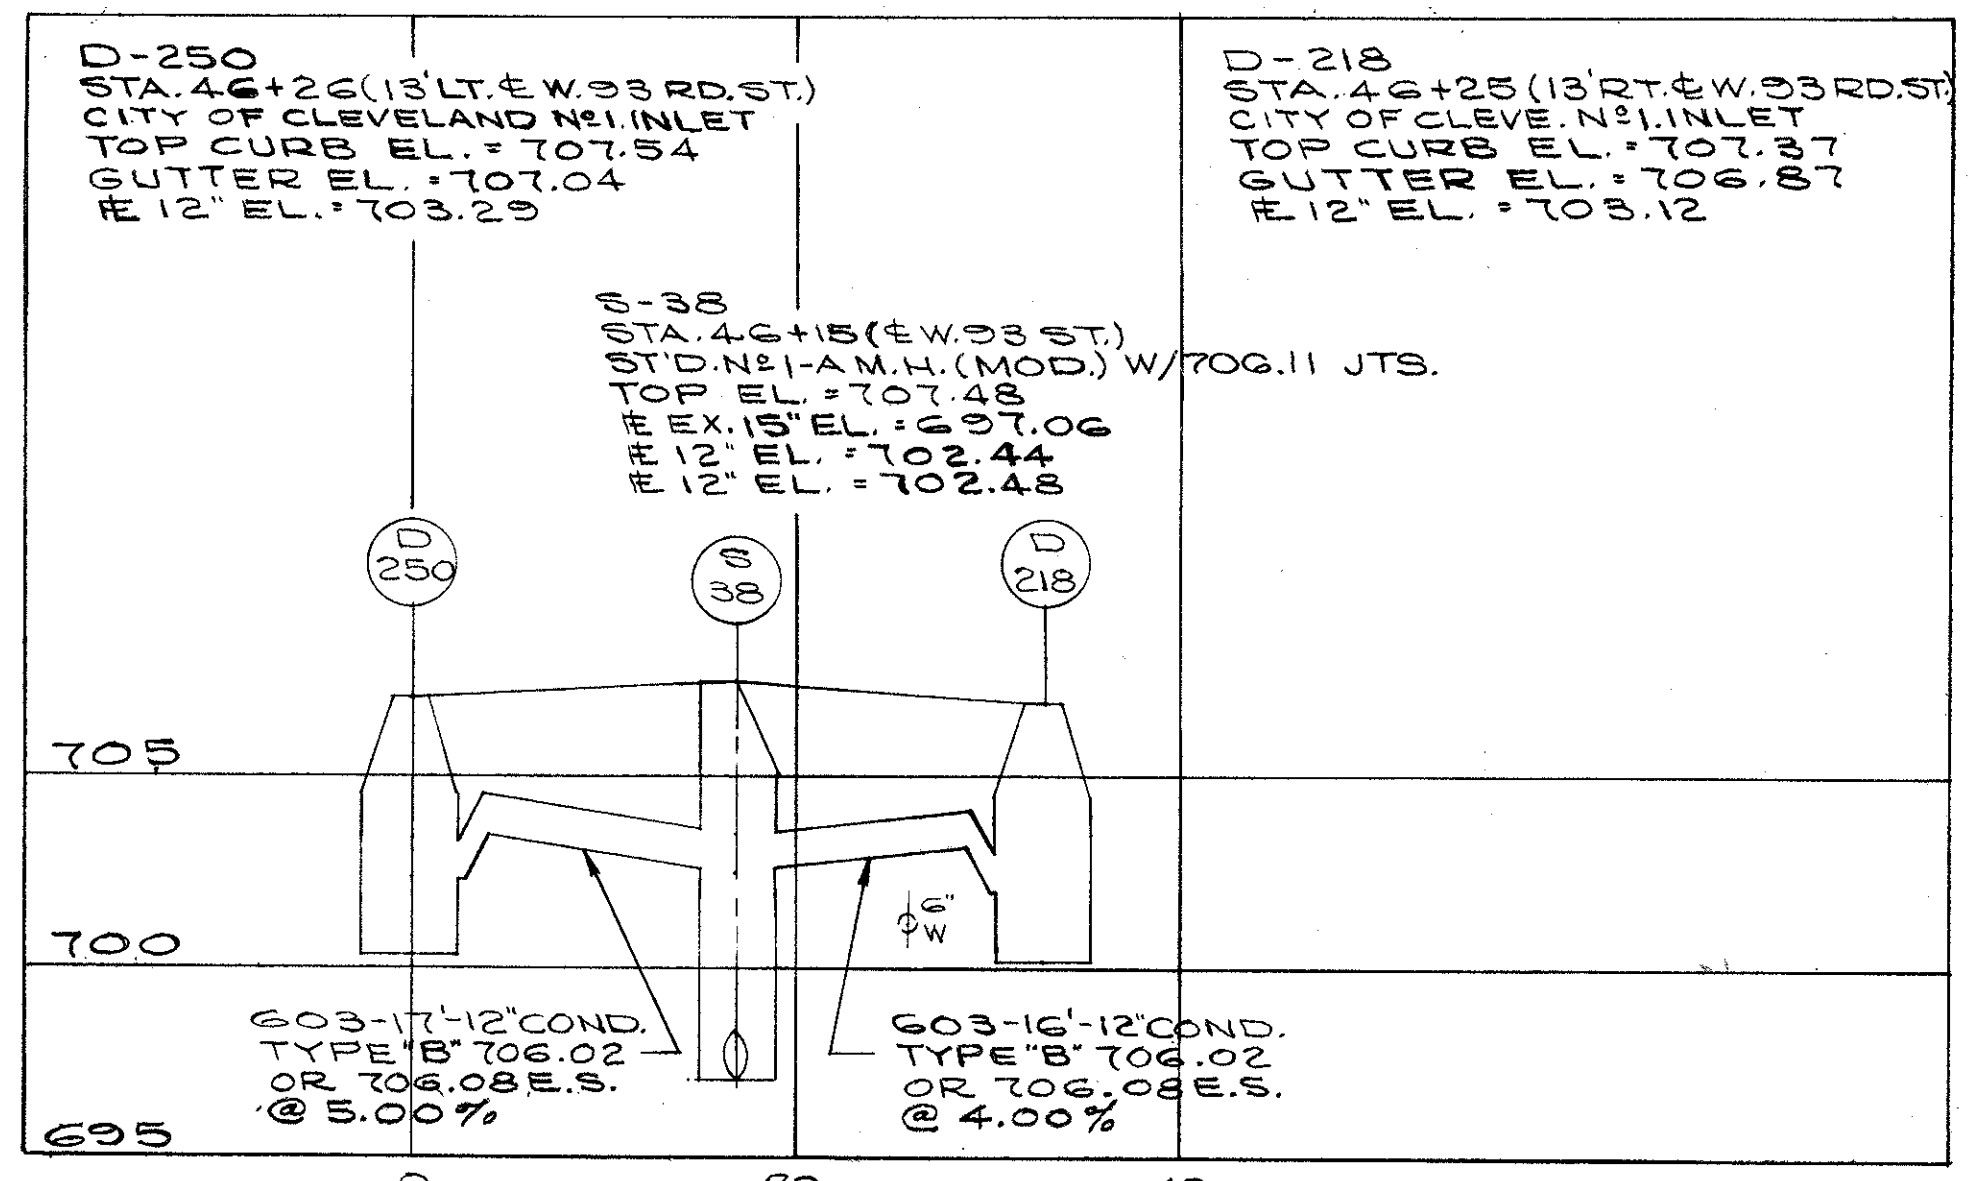 D-250
STA. 46+26 (13' LT. ℄ W. 93 RD. ST.)
CITY OF CLEVELAND Nº1. INLET
TOP CURB EL. = 707.54
GUTTER EL. = 707.04
12" EL. = 703.29
D-218
STA. 46+25 (13' RT. ℄ W. 93 RD. ST.)
CITY OF CLEVE. Nº1. INLET
TOP CURB EL. = 707.37
GUTTER EL. = 706.87
12" EL. = 703.12
S-38
STA. 46+15 (℄ W. 93 ST.)
ST'D. Nº1-A M.H. (MOD.) W/706.11 JTS.
TOP EL. = 707.48
EX. 15" EL. = 697.06
12" EL. = 702.44
12" EL. = 702.48
D
250
S
38
D
218
705
700
6"
W
603-17'-12" COND.
TYPE "B" 706.02
OR 706.08 E.S.
@ 5.00%
603-16'-12" COND.
TYPE "B" 706.02
OR 706.08 E.S.
@ 4.00%
695